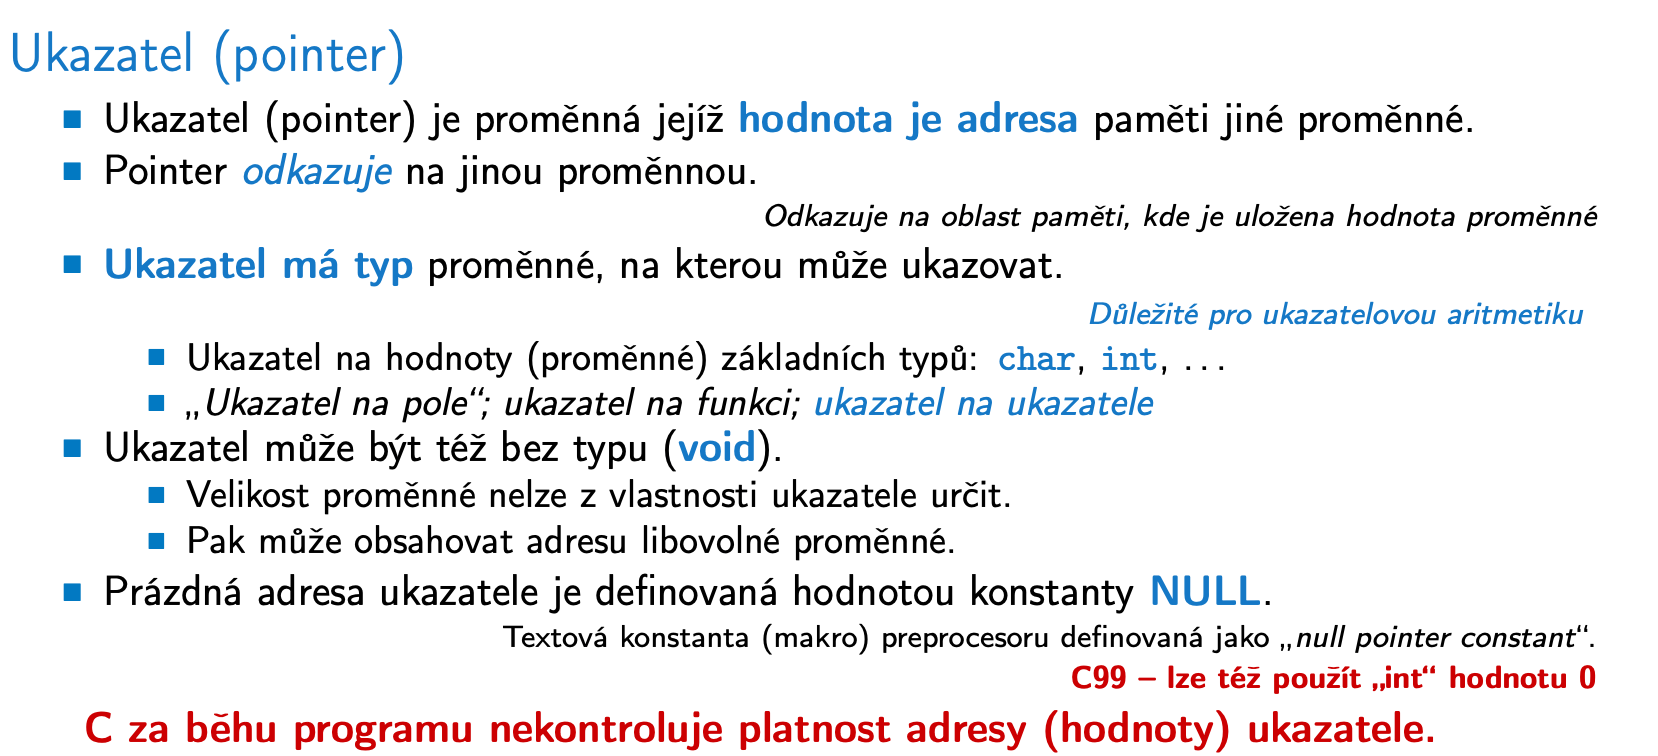 Ukazatel (pointer)
Ukazatel (pointer) je proměnná jejíž hodnota je adresa paměti jiné proměnné.
Pointer odkazuje na jinou proměnnou.
Odkazuje na oblast paměti, kde je uložena hodnota proměnné
Ukazatel má typ proměnné, na kterou může ukazovat.
Důležité pro ukazatelovou aritmetiku
Ukazatel na hodnoty (proměnné) základních typů: char, int, ...
„Ukazatel na pole“; ukazatel na funkci; ukazatel na ukazatele
Ukazatel může být též bez typu (void).
Velikost proměnné nelze z vlastnosti ukazatele určit.
Pak může obsahovat adresu libovolné proměnné.
Prázdná adresa ukazatele je definovaná hodnotou konstanty NULL.
Textová konstanta (makro) preprocesoru definovaná jako „null pointer constant“.
C99 – lze též použít „int“ hodnotu 0
C za běhu programu nekontroluje platnost adresy (hodnoty) ukazatele.